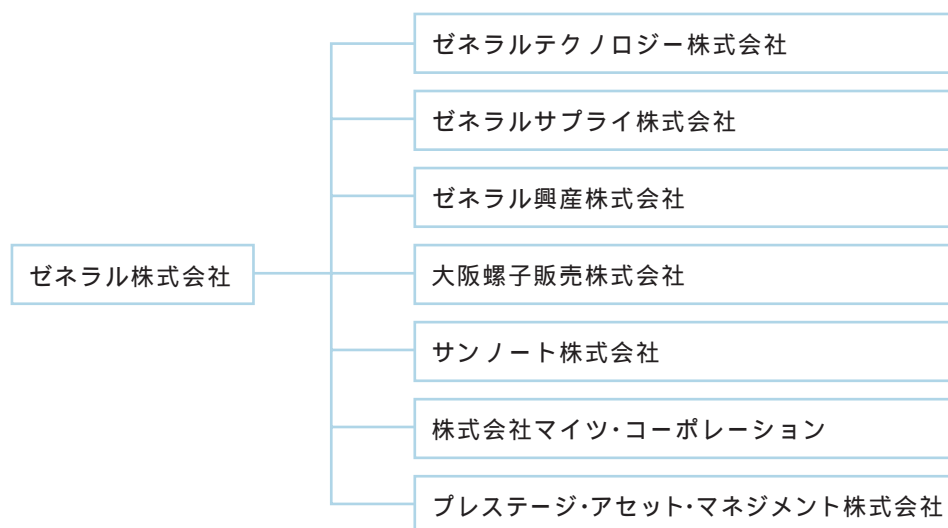 ゼネラルテクノロジー株式会社
ゼネラルサプライ株式会社
ゼネラル興産株式会社
ゼネラル株式会社
大阪螺子販売株式会社
サンノート株式会社
株式会社マイツ・コーポレーション
プレステージ・アセット・マネジメント株式会社